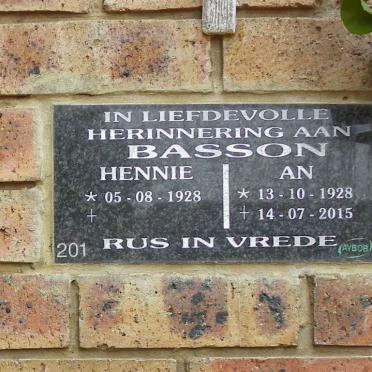 IN LIEFDEVOLLE
HERINNERING AAN
BASSON
HENNIE AN
* 05 - 08 - 1928 * 13 - 10 - 1928
† † 14 - 07 - 2015
201 RUS IN VREDE